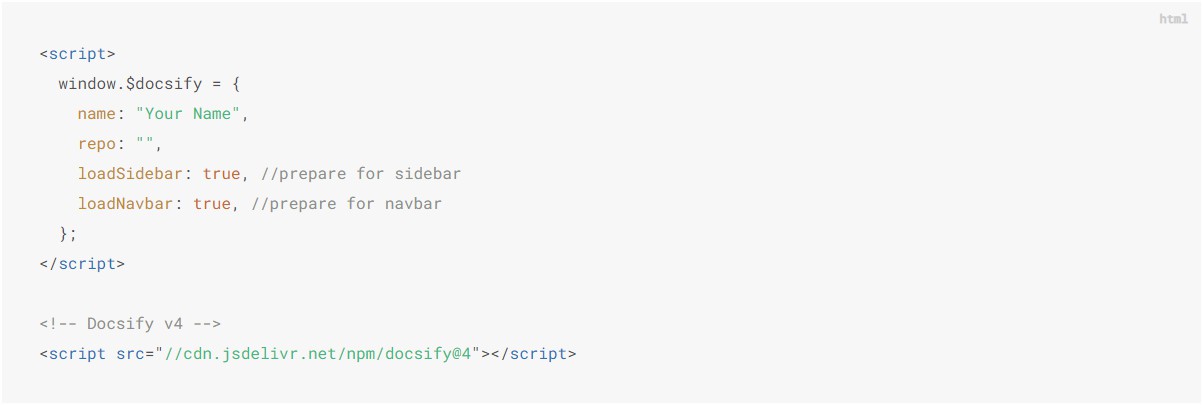 html
<script>
  window.$docsify = {
    name: "Your Name",
    repo: "",
    loadSidebar: true, //prepare for sidebar
    loadNavbar: true, //prepare for navbar
  };
</script>

<!-- Docsify v4 -->
<script src="//cdn.jsdelivr.net/npm/docsify@4"></script>